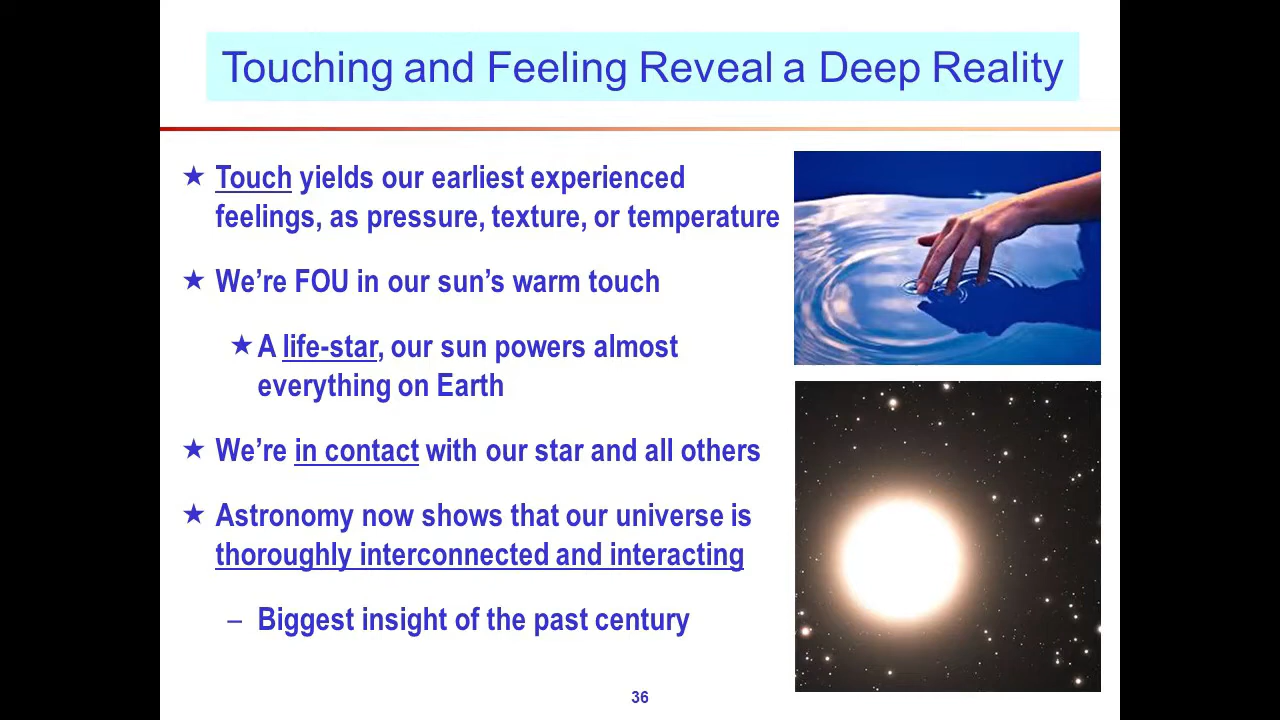 Touching and Feeling Reveal a Deep Reality
★ Touch yields our earliest experienced
feelings, as pressure, texture, or temperature
★ We’re FOU in our sun’s warm touch
★ A life-star, our sun powers almost
everything on Earth
★ We’re in contact with our star and all others
★ Astronomy now shows that our universe is
thoroughly interconnected and interacting
– Biggest insight of the past century
36